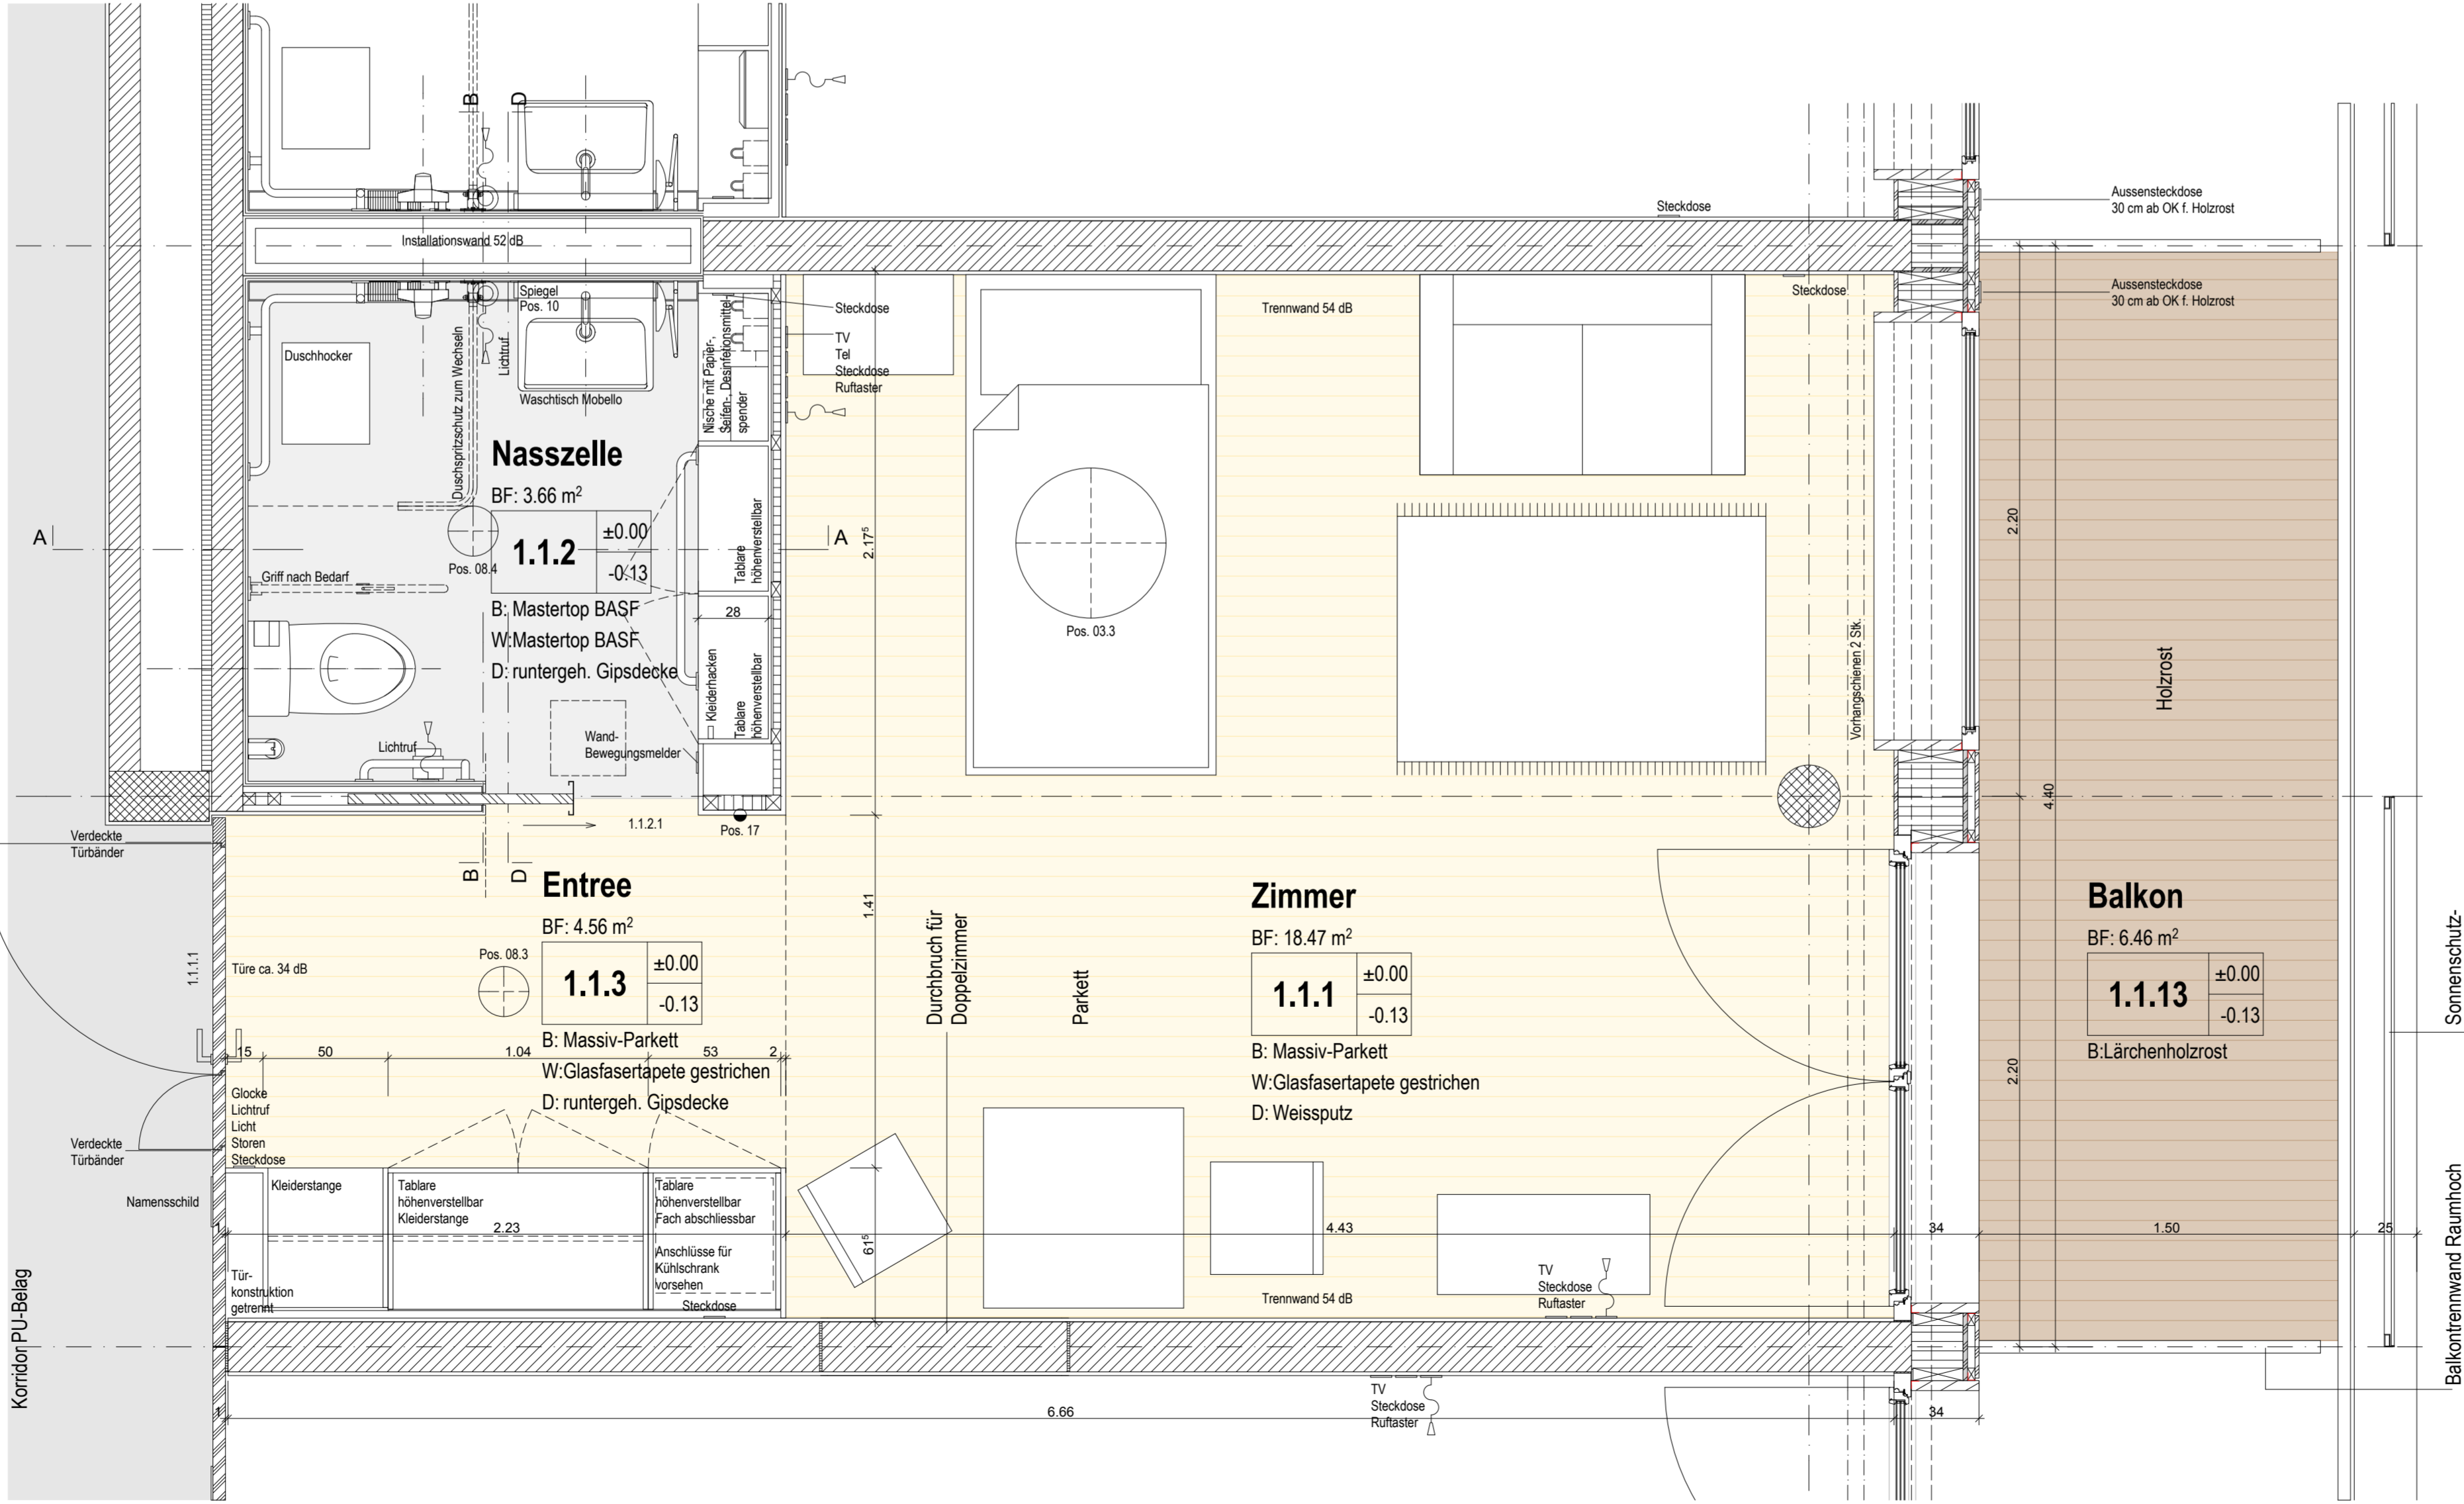 B
D
Installationswand 52 dB
Steckdose
Aussensteckdose
30 cm ab OK f. Holzrost
Aussensteckdose
30 cm ab OK f. Holzrost
Spiegel
Pos. 10
Duschhocker
Duschspritzschutz zum Wechseln
Lichtruf
Waschtisch Mobello
Nische mit Papier-,
Seifen-, Desinfetionsmittel-
spender
Steckdose
TV
Tel
Steckdose
Ruftaster
Trennwand 54 dB
Steckdose
Nasszelle
BF: 3.66 m²
1.1.2
±0.00
-0.13
B: Mastertop BASF
W:Mastertop BASF
D: runtergeh. Gipsdecke
A
A
Pos. 08.4
Griff nach Bedarf
Tablare
höhenverstellbar
28
Kleiderhacken
Tablare
höhenverstellbar
Lichtruf
Wand-
Bewegungsmelder
2.17⁵
Pos. 03.3
Vorhangschienen 2 Stk.
2.20
4.40
Holzrost
Verdeckte
Türbänder
1.1.2.1
Pos. 17
B
D
Entree
BF: 4.56 m²
Pos. 08.3
1.1.3
±0.00
-0.13
B: Massiv-Parkett
W:Glasfasertapete gestrichen
D: runtergeh. Gipsdecke
1.1.1.1
Türe ca. 34 dB
1.41
Durchbruch für
Doppelzimmer
Parkett
Zimmer
BF: 18.47 m²
1.1.1
±0.00
-0.13
B: Massiv-Parkett
W:Glasfasertapete gestrichen
D: Weissputz
Balkon
BF: 6.46 m²
1.1.13
±0.00
-0.13
B:Lärchenholzrost
2.20
Sonnenschutz-
Balkontrennwand Raumhoch
15
50
1.04
53
2
Glocke
Lichtruf
Licht
Storen
Steckdose
Verdeckte
Türbänder
Namensschild
Kleiderstange
Tablare
höhenverstellbar
Kleiderstange
Tablare
höhenverstellbar
Fach abschliessbar
Anschlüsse für
Kühlschrank
vorsehen
Steckdose
1
2.23
61⁵
4.43
34
1.50
25
Tür-
konstruktion
getrennt
Trennwand 54 dB
TV
Steckdose
Ruftaster
Korridor PU-Belag
TV
Steckdose
Ruftaster
1
6.66
34